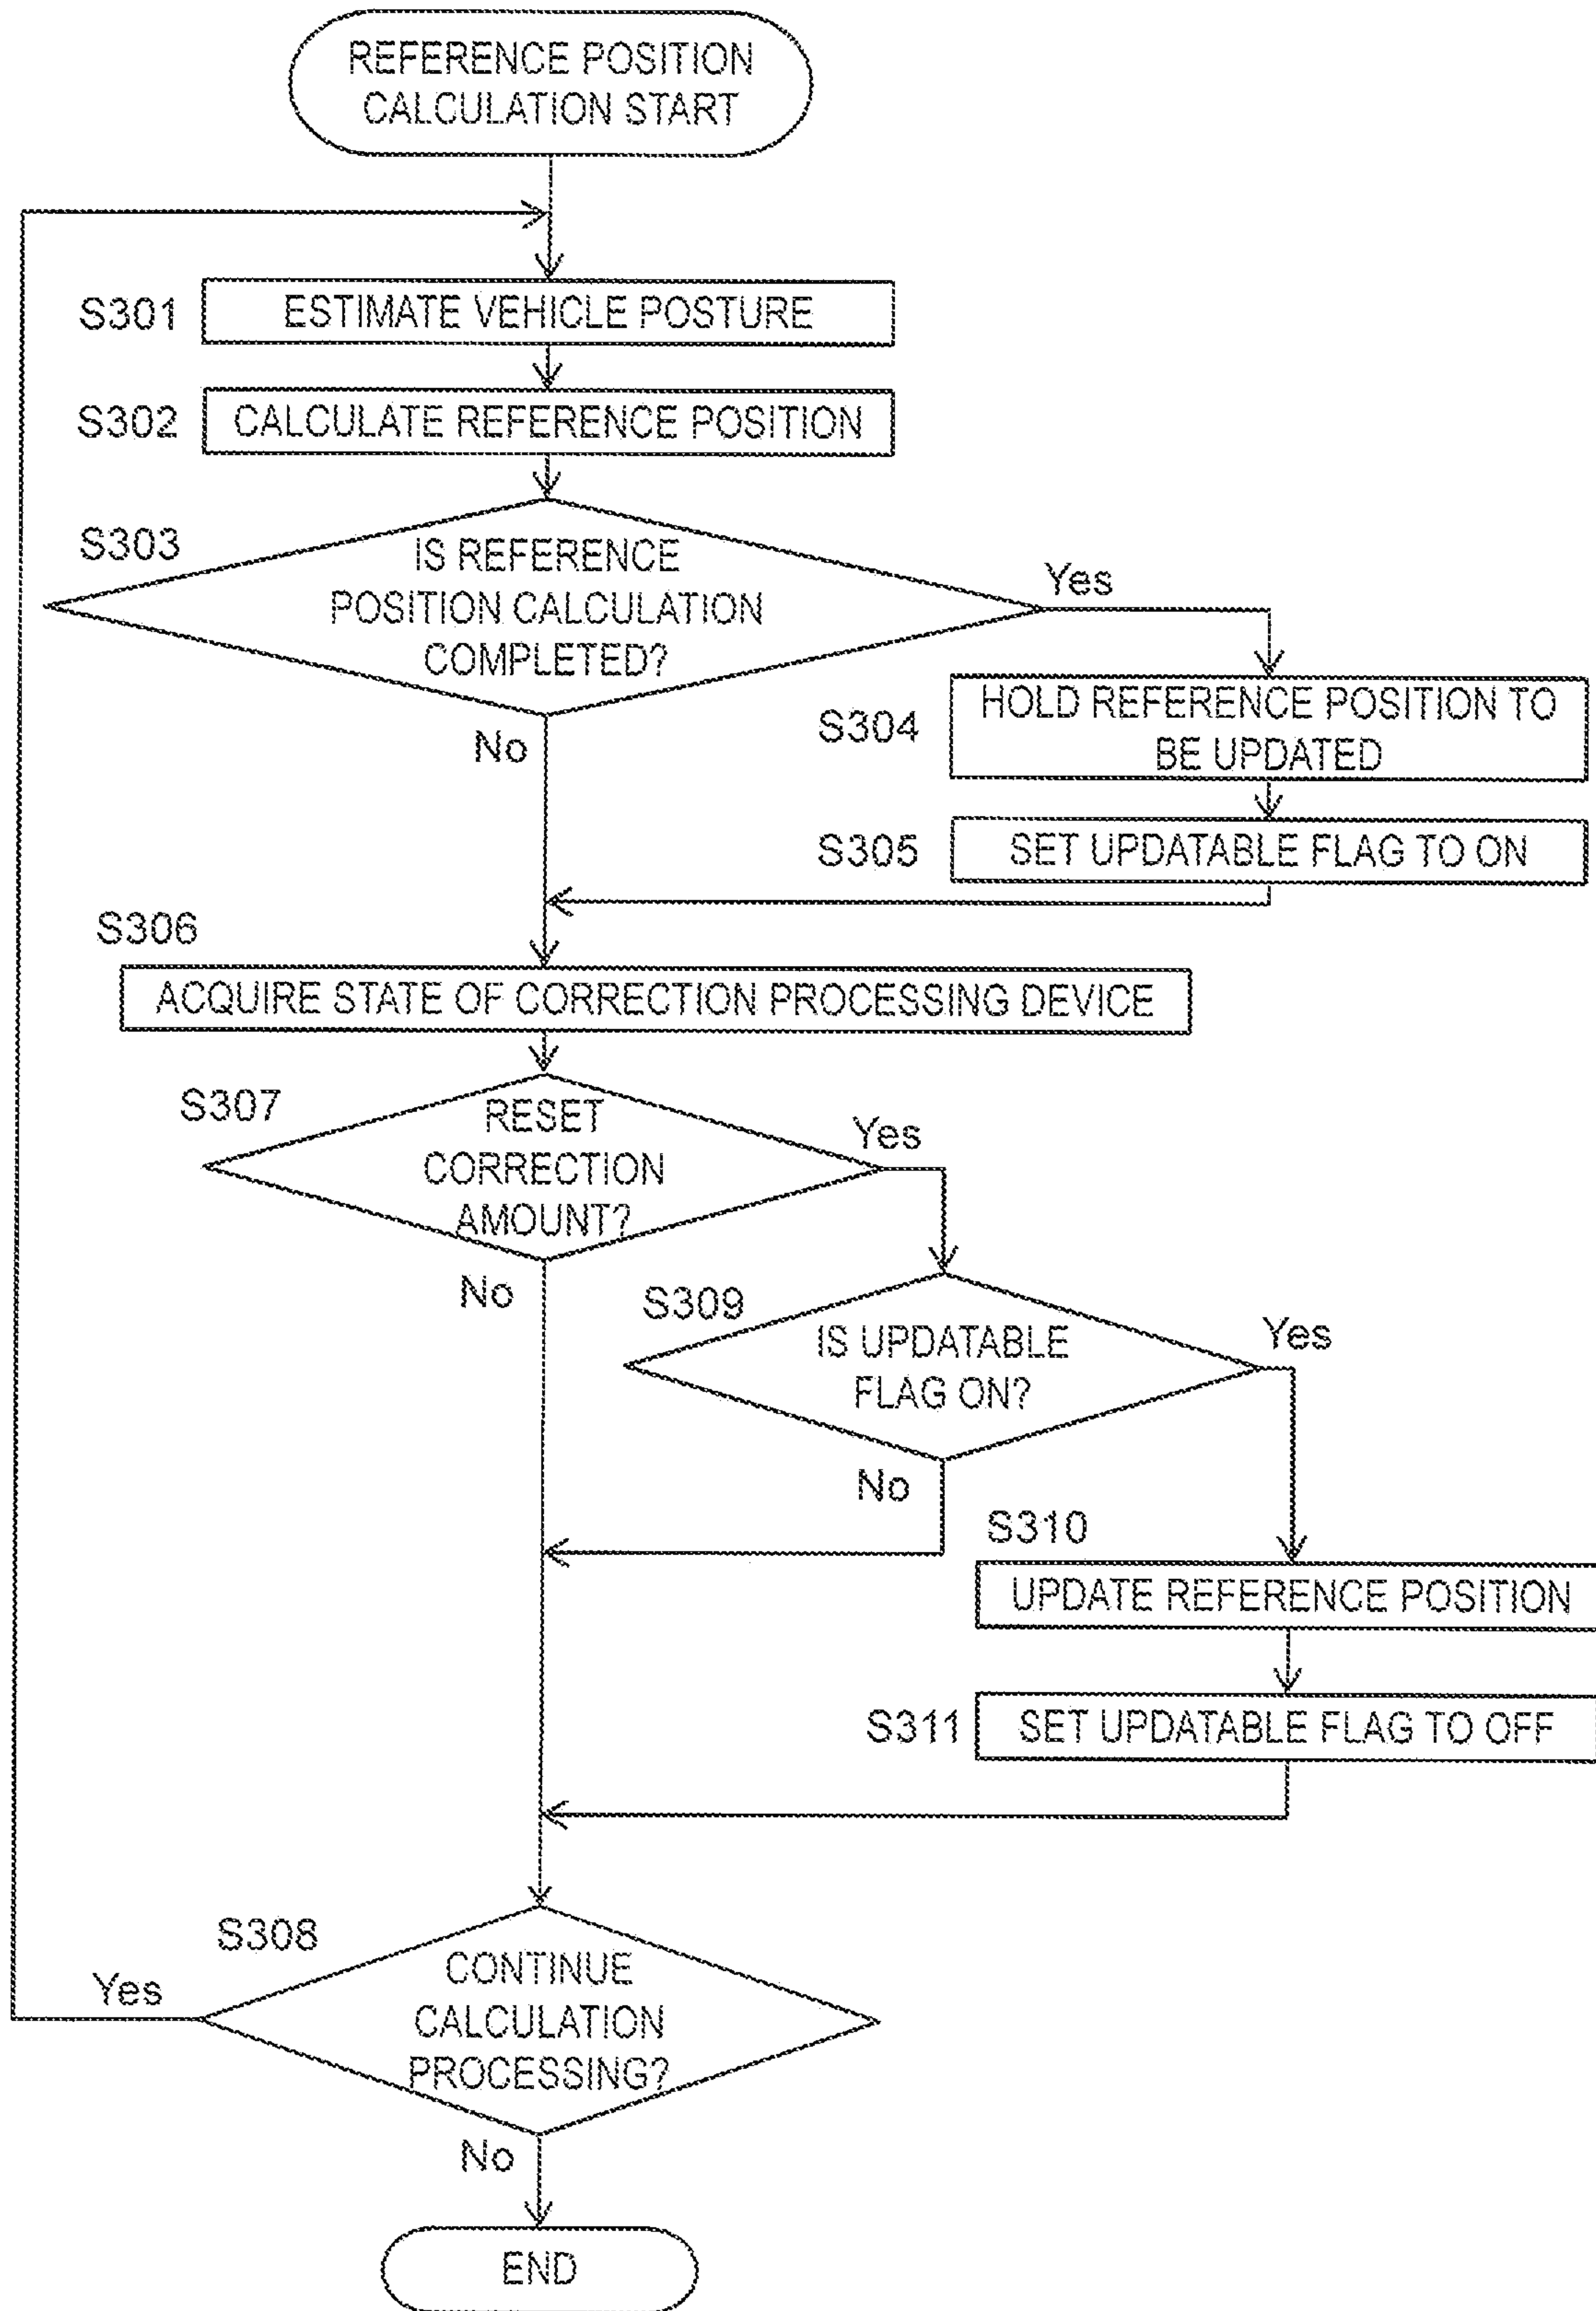 REFERENCE POSITION
CALCULATION START
S301
ESTIMATE VEHICLE POSTURE
S302
CALCULATE REFERENCE POSITION
S303
IS REFERENCE
POSITION CALCULATION
COMPLETED?
Yes
No
S304
HOLD REFERENCE POSITION TO
BE UPDATED
S305
SET UPDATABLE FLAG TO ON
S306
ACQUIRE STATE OF CORRECTION PROCESSING DEVICE
S307
RESET
CORRECTION
AMOUNT?
Yes
No
S309
IS UPDATABLE
FLAG ON?
Yes
No
S310
UPDATE REFERENCE POSITION
S311
SET UPDATABLE FLAG TO OFF
S308
CONTINUE
CALCULATION
PROCESSING?
Yes
No
END